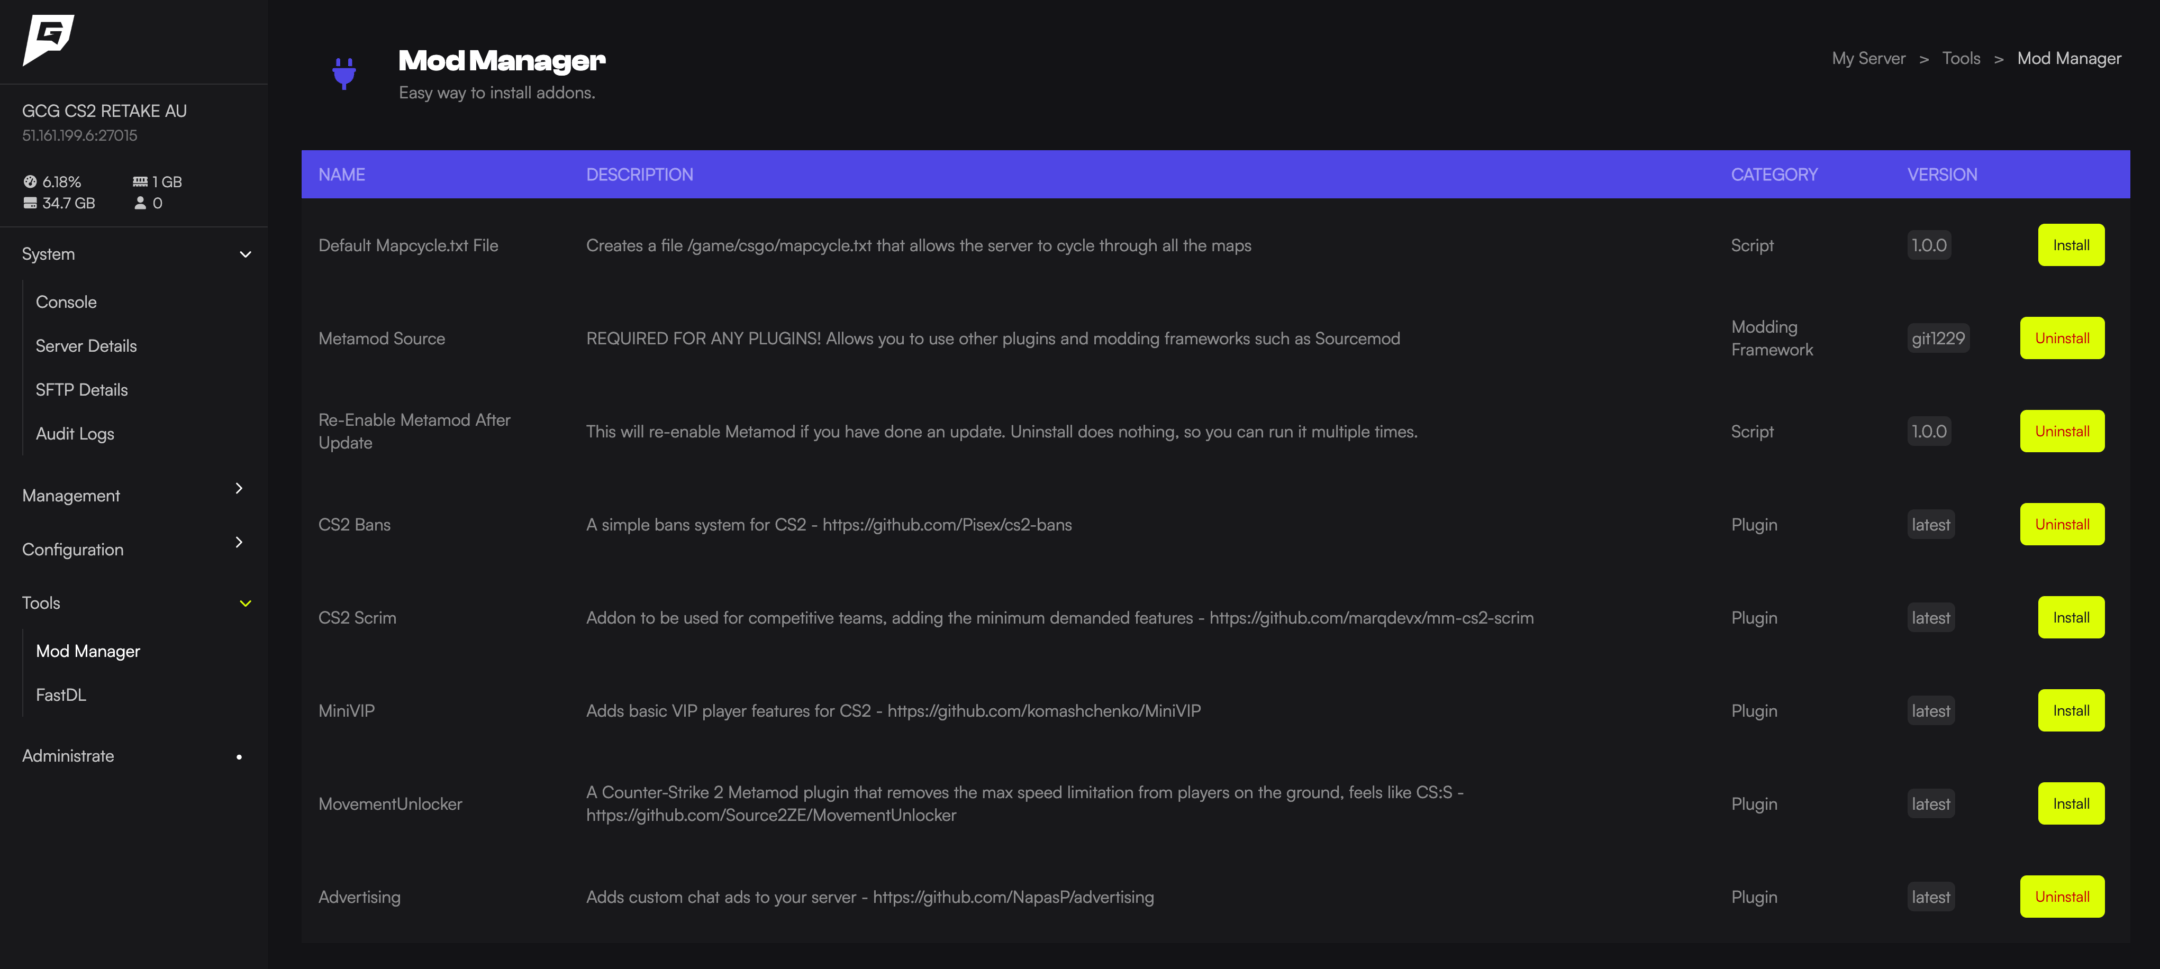 GCG CS2 RETAKE AU
51.161.199.6:27015
6.18%
1 GB
34.7 GB
0
System
Console
Server Details
SFTP Details
Audit Logs
Management
Configuration
Tools
Mod Manager
FastDL
Administrate
Mod Manager
Easy way to install addons.
My Server > Tools > Mod Manager
NAME DESCRIPTION CATEGORY VERSION
Default Mapcycle.txt File
Creates a file /game/csgo/mapcycle.txt that allows the server to cycle through all the maps
Script
1.0.0
Install
Metamod Source
REQUIRED FOR ANY PLUGINS! Allows you to use other plugins and modding frameworks such as Sourcemod
Modding
Framework
git1229
Uninstall
Re-Enable Metamod After
Update
This will re-enable Metamod if you have done an update. Uninstall does nothing, so you can run it multiple times.
Script
1.0.0
Uninstall
CS2 Bans
A simple bans system for CS2 - https://github.com/Pisex/cs2-bans
Plugin
latest
Uninstall
CS2 Scrim
Addon to be used for competitive teams, adding the minimum demanded features - https://github.com/marqdevx/mm-cs2-scrim
Plugin
latest
Install
MiniVIP
Adds basic VIP player features for CS2 - https://github.com/komashchenko/MiniVIP
Plugin
latest
Install
MovementUnlocker
A Counter-Strike 2 Metamod plugin that removes the max speed limitation from players on the ground, feels like CS:S -
https://github.com/Source2ZE/MovementUnlocker
Plugin
latest
Install
Advertising
Adds custom chat ads to your server - https://github.com/NapasP/advertising
Plugin
latest
Uninstall